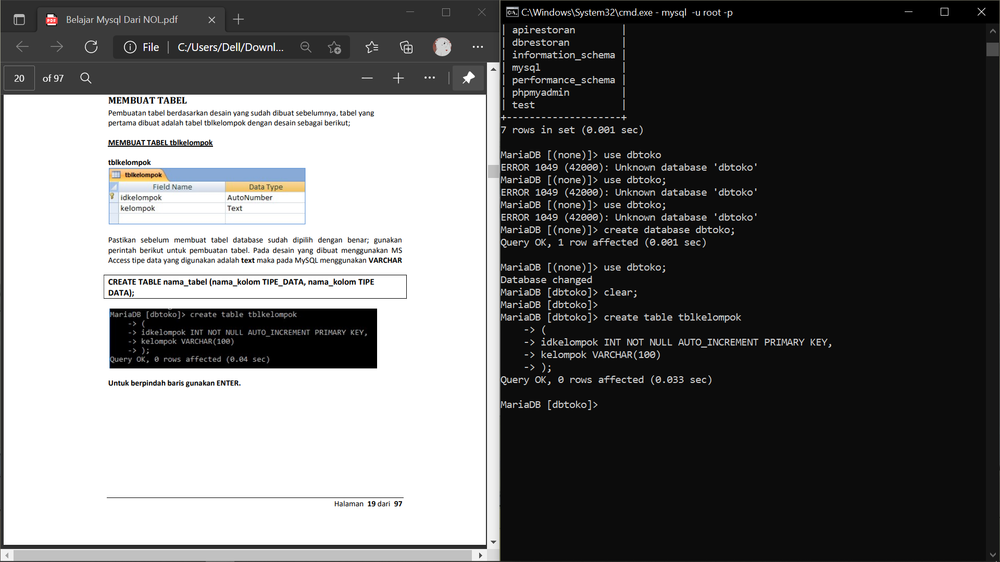 Belajar Mysql Dari NOL.pdf
File
C:/Users/Dell/Downl...
20
of 97
MEMBUAT TABEL
Pembuatan tabel berdasarkan desain yang sudah dibuat sebelumnya, tabel yang
pertama dibuat adalah tabel tblkelompok dengan desain sebagai berikut;
MEMBUAT TABEL tblkelompok
tblkelompok
tblkelompok
Field Name Data Type
idkelompok AutoNumber
kelompok Text
Pastikan sebelum membuat tabel database sudah dipilih dengan benar; gunakan
perintah berikut untuk pembuatan tabel. Pada desain yang dibuat menggunakan MS
Access tipe data yang digunakan adalah text maka pada MySQL menggunakan VARCHAR
CREATE TABLE nama_tabel (nama_kolom TIPE_DATA, nama_kolom TIPE
DATA);
MariaDB [dbtoko]> create table tblkelompok
-> (
-> idkelompok INT NOT NULL AUTO_INCREMENT PRIMARY KEY,
-> kelompok VARCHAR(100)
-> );
Query OK, 0 rows affected (0.04 sec)
Untuk berpindah baris gunakan ENTER.
Halaman 19 dari 97
C:\Windows\System32\cmd.exe - mysql  -u root -p
| apirestoran        |
| dbrestoran         |
| information_schema |
| mysql              |
| performance_schema |
| phpmyadmin         |
| test               |
+--------------------+
7 rows in set (0.001 sec)
MariaDB [(none)]> use dbtoko
ERROR 1049 (42000): Unknown database 'dbtoko'
MariaDB [(none)]> use dbtoko;
ERROR 1049 (42000): Unknown database 'dbtoko'
MariaDB [(none)]> use dbtoko;
ERROR 1049 (42000): Unknown database 'dbtoko'
MariaDB [(none)]> create database dbtoko;
Query OK, 1 row affected (0.001 sec)
MariaDB [(none)]> use dbtoko;
Database changed
MariaDB [dbtoko]> clear;
MariaDB [dbtoko]>
MariaDB [dbtoko]> create table tblkelompok
-> (
-> idkelompok INT NOT NULL AUTO_INCREMENT PRIMARY KEY,
-> kelompok VARCHAR(100)
-> );
Query OK, 0 rows affected (0.033 sec)
MariaDB [dbtoko]>